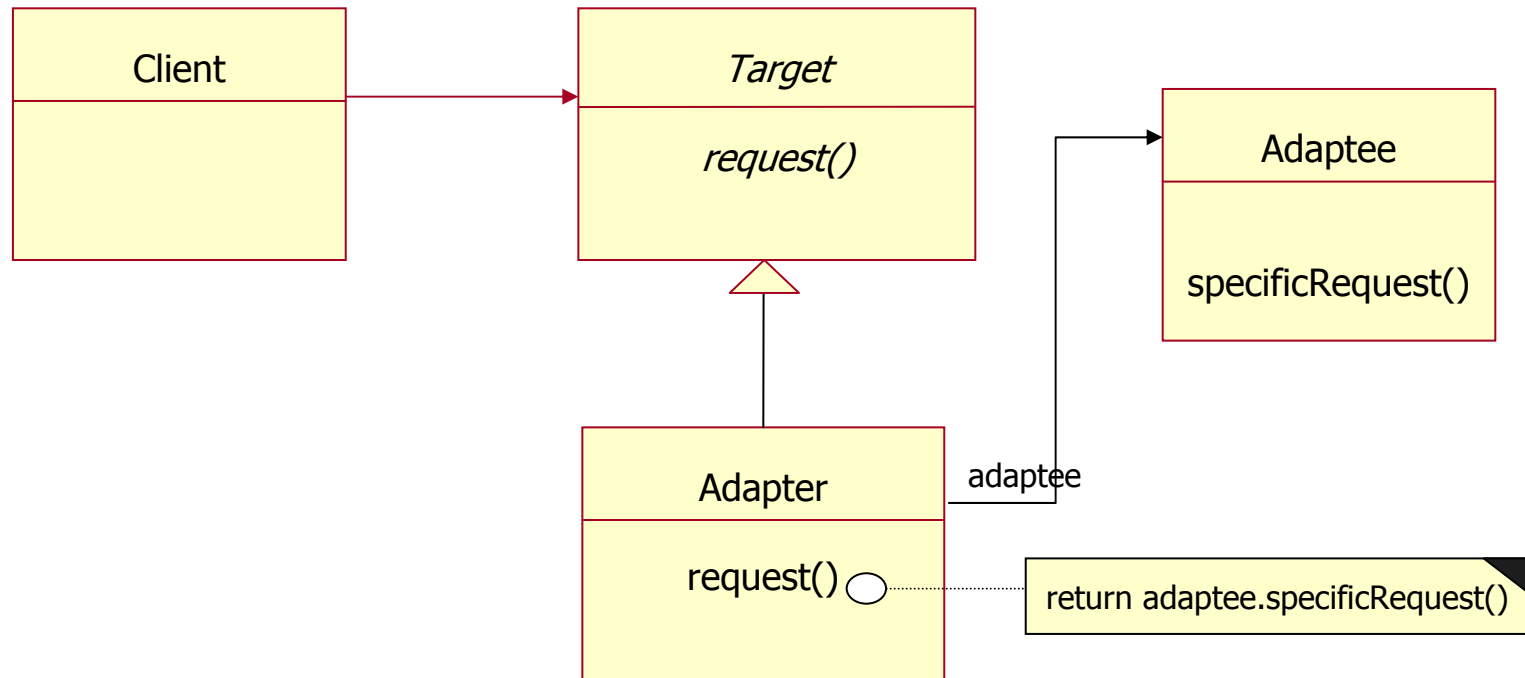 Client
Target
request()
Adaptee
specificRequest()
Adapter
adaptee
request()
return adaptee.specificRequest()